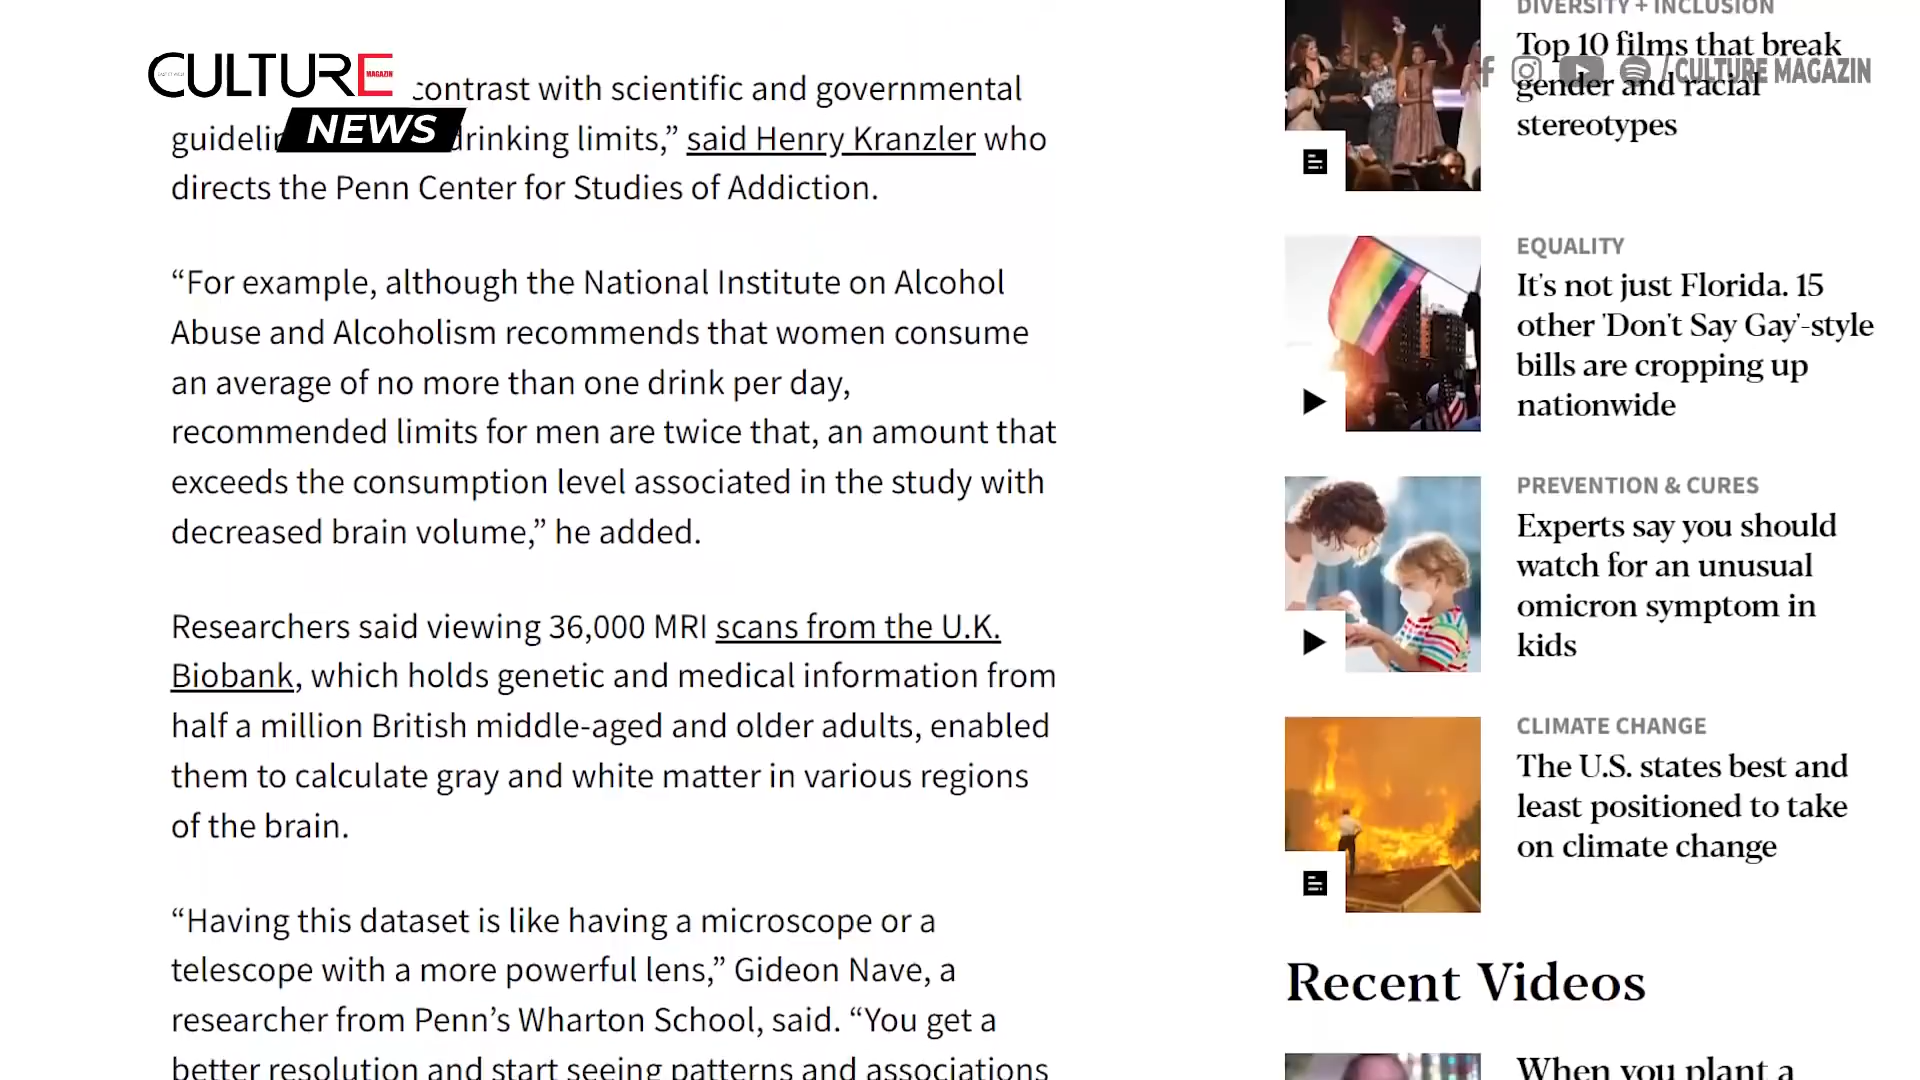 CULTURE
MAGAZIN
NEWS
contrast with scientific and governmental
drinking limits,” said Henry Kranzler who
directs the Penn Center for Studies of Addiction.
“For example, although the National Institute on Alcohol
Abuse and Alcoholism recommends that women consume
an average of no more than one drink per day,
recommended limits for men are twice that, an amount that
exceeds the consumption level associated in the study with
decreased brain volume,” he added.
Researchers said viewing 36,000 MRI scans from the U.K.
Biobank, which holds genetic and medical information from
half a million British middle-aged and older adults, enabled
them to calculate gray and white matter in various regions
of the brain.
“Having this dataset is like having a microscope or a
telescope with a more powerful lens,” Gideon Nave, a
researcher from Penn’s Wharton School, said. “You get a
better resolution and start seeing patterns and associations
DIVERSITY + INCLUSION
Top 10 films that break
gender and racial
stereotypes
/CULTURE MAGAZIN
EQUALITY
It's not just Florida. 15
other 'Don't Say Gay'-style
bills are cropping up
nationwide
PREVENTION & CURES
Experts say you should
watch for an unusual
omicron symptom in
kids
CLIMATE CHANGE
The U.S. states best and
least positioned to take
on climate change
Recent Videos
When you plant a